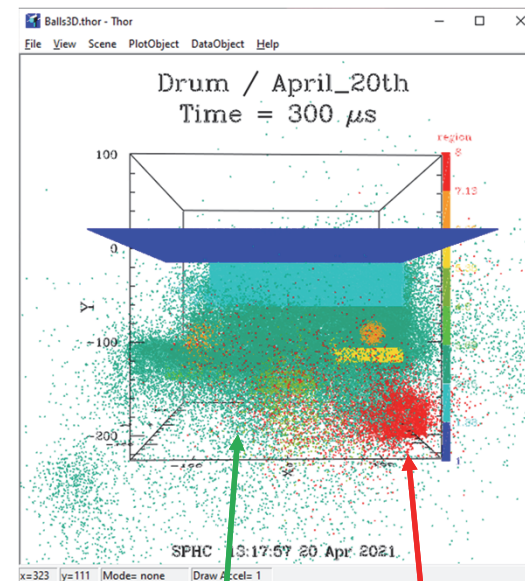 Balls3D.thor - Thor
File View Scene PlotObject DataObject Help
Drum / April_20th
Time = 300 μs
region
8
7.13
100
0
Y
-100
-200
1
SPHC 13:17:57 20 Apr 2021
x=323 y=111 Mode= none Draw Accel= 1